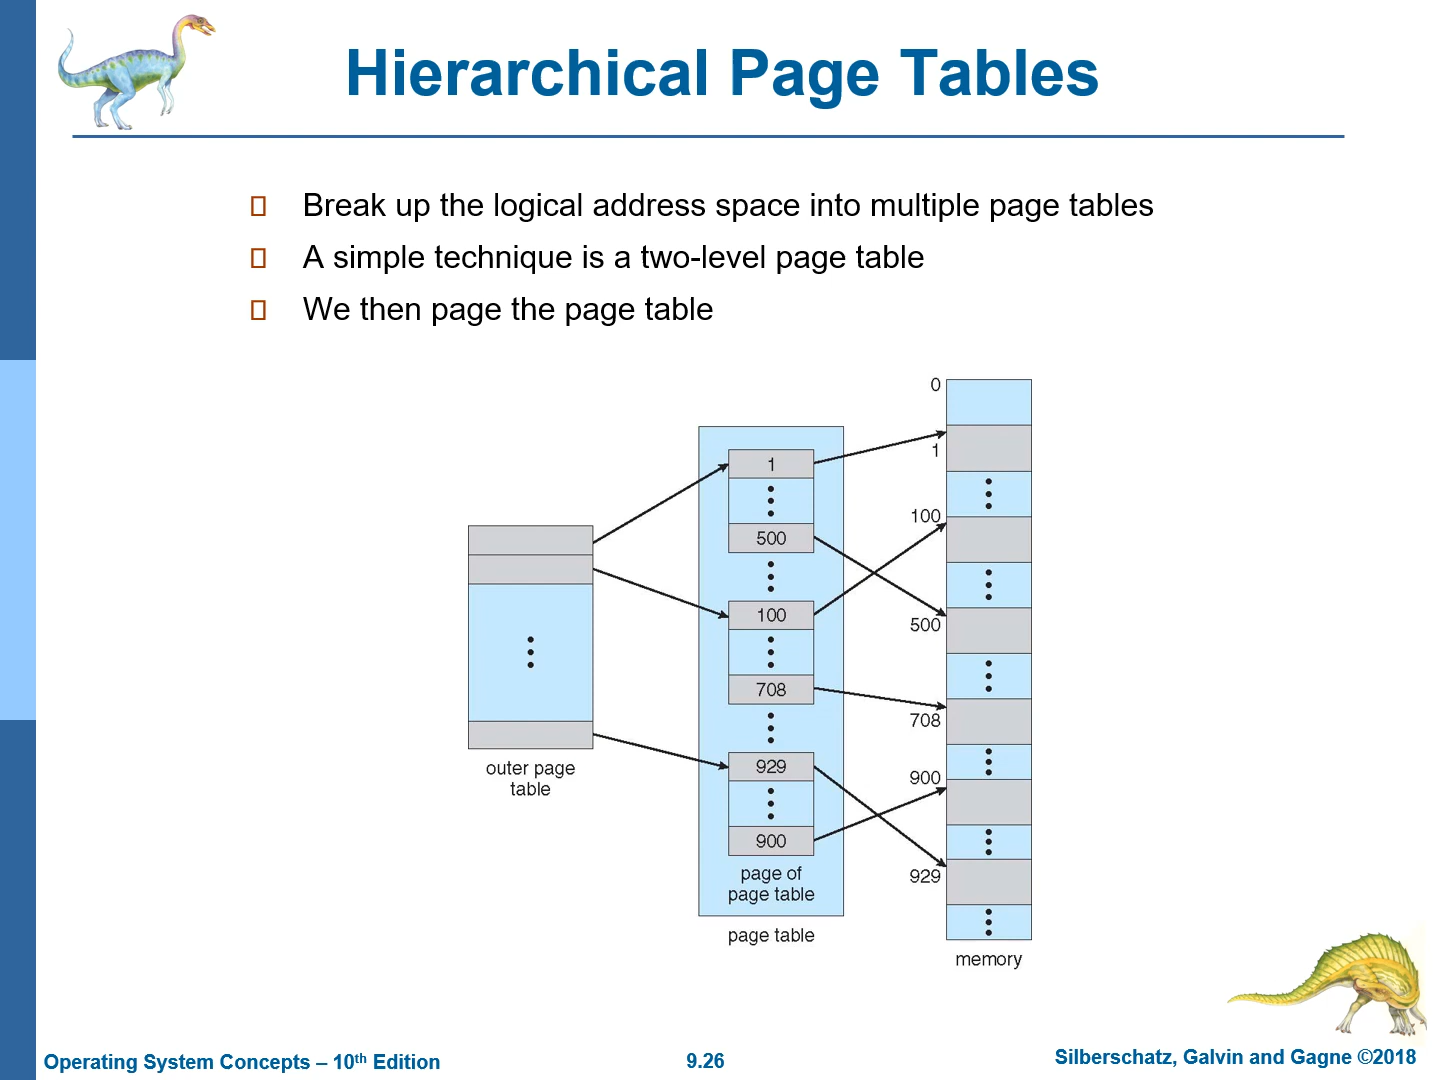 Hierarchical Page Tables
Break up the logical address space into multiple page tables
A simple technique is a two-level page table
We then page the page table
outer page
table
1
500
100
708
929
900
page of
page table
page table
0
1
100
500
708
900
929
memory
Operating System Concepts – 10th Edition
9.26
Silberschatz, Galvin and Gagne ©2018